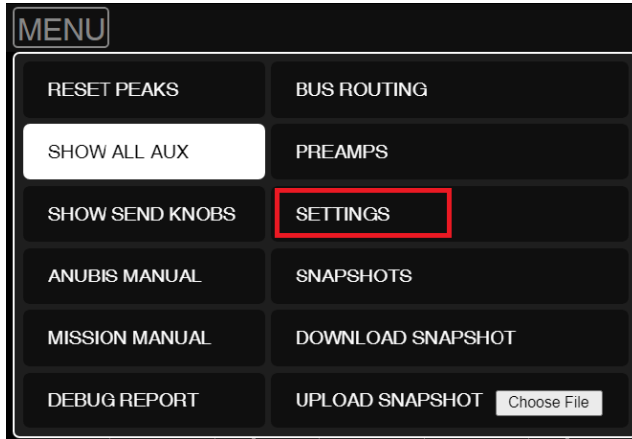 MENU
RESET PEAKS
BUS ROUTING
SHOW ALL AUX
PREAMPS
SHOW SEND KNOBS
SETTINGS
ANUBIS MANUAL
SNAPSHOTS
MISSION MANUAL
DOWNLOAD SNAPSHOT
DEBUG REPORT
UPLOAD SNAPSHOT Choose File